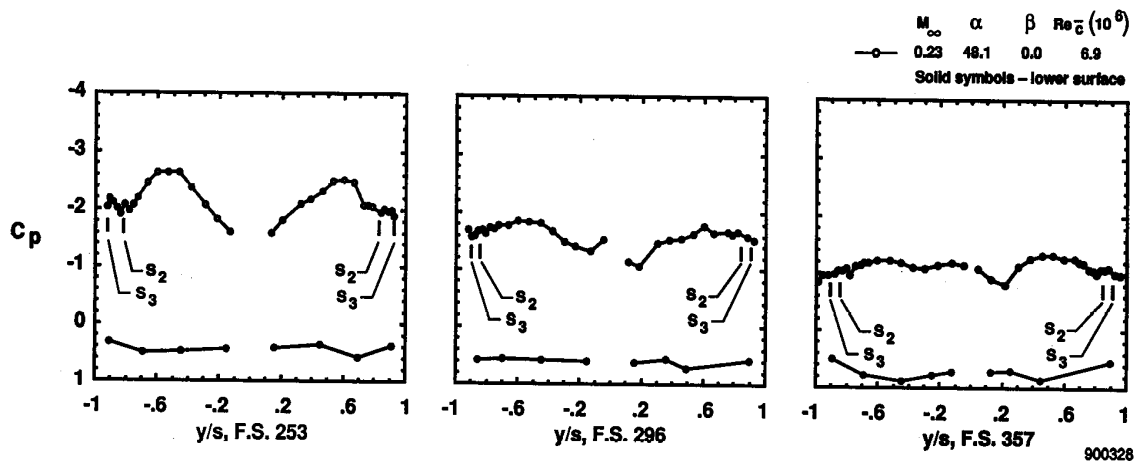 M∞ α β Re c̄ (10⁶)
0.23 48.1 0.0 6.9
Solid symbols – lower surface
-4
-3
-2
Cp
-1
0
1
S2
S3
S2
S3
-1 -.6 -.2 .2 .6 1
y/s, F.S. 253
S2
S3
S2
S3
-1 -.6 -.2 .2 .6 1
y/s, F.S. 296
S2
S3
S2
S3
-1 -.6 -.2 .2 .6 1
y/s, F.S. 357
900328